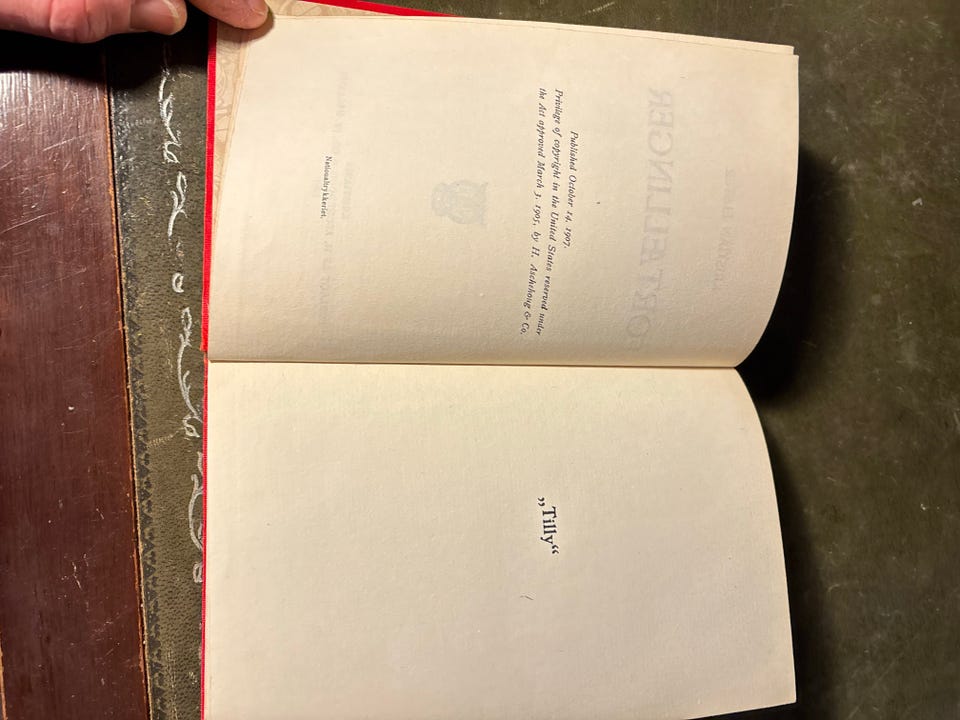 Published October 14. 1907.
Privilege of copyright in the United States reserved under
the Act approved March 3. 1905, by H. Aschehoug & Co.
Nationaltrykkeriet.
„Tilly“